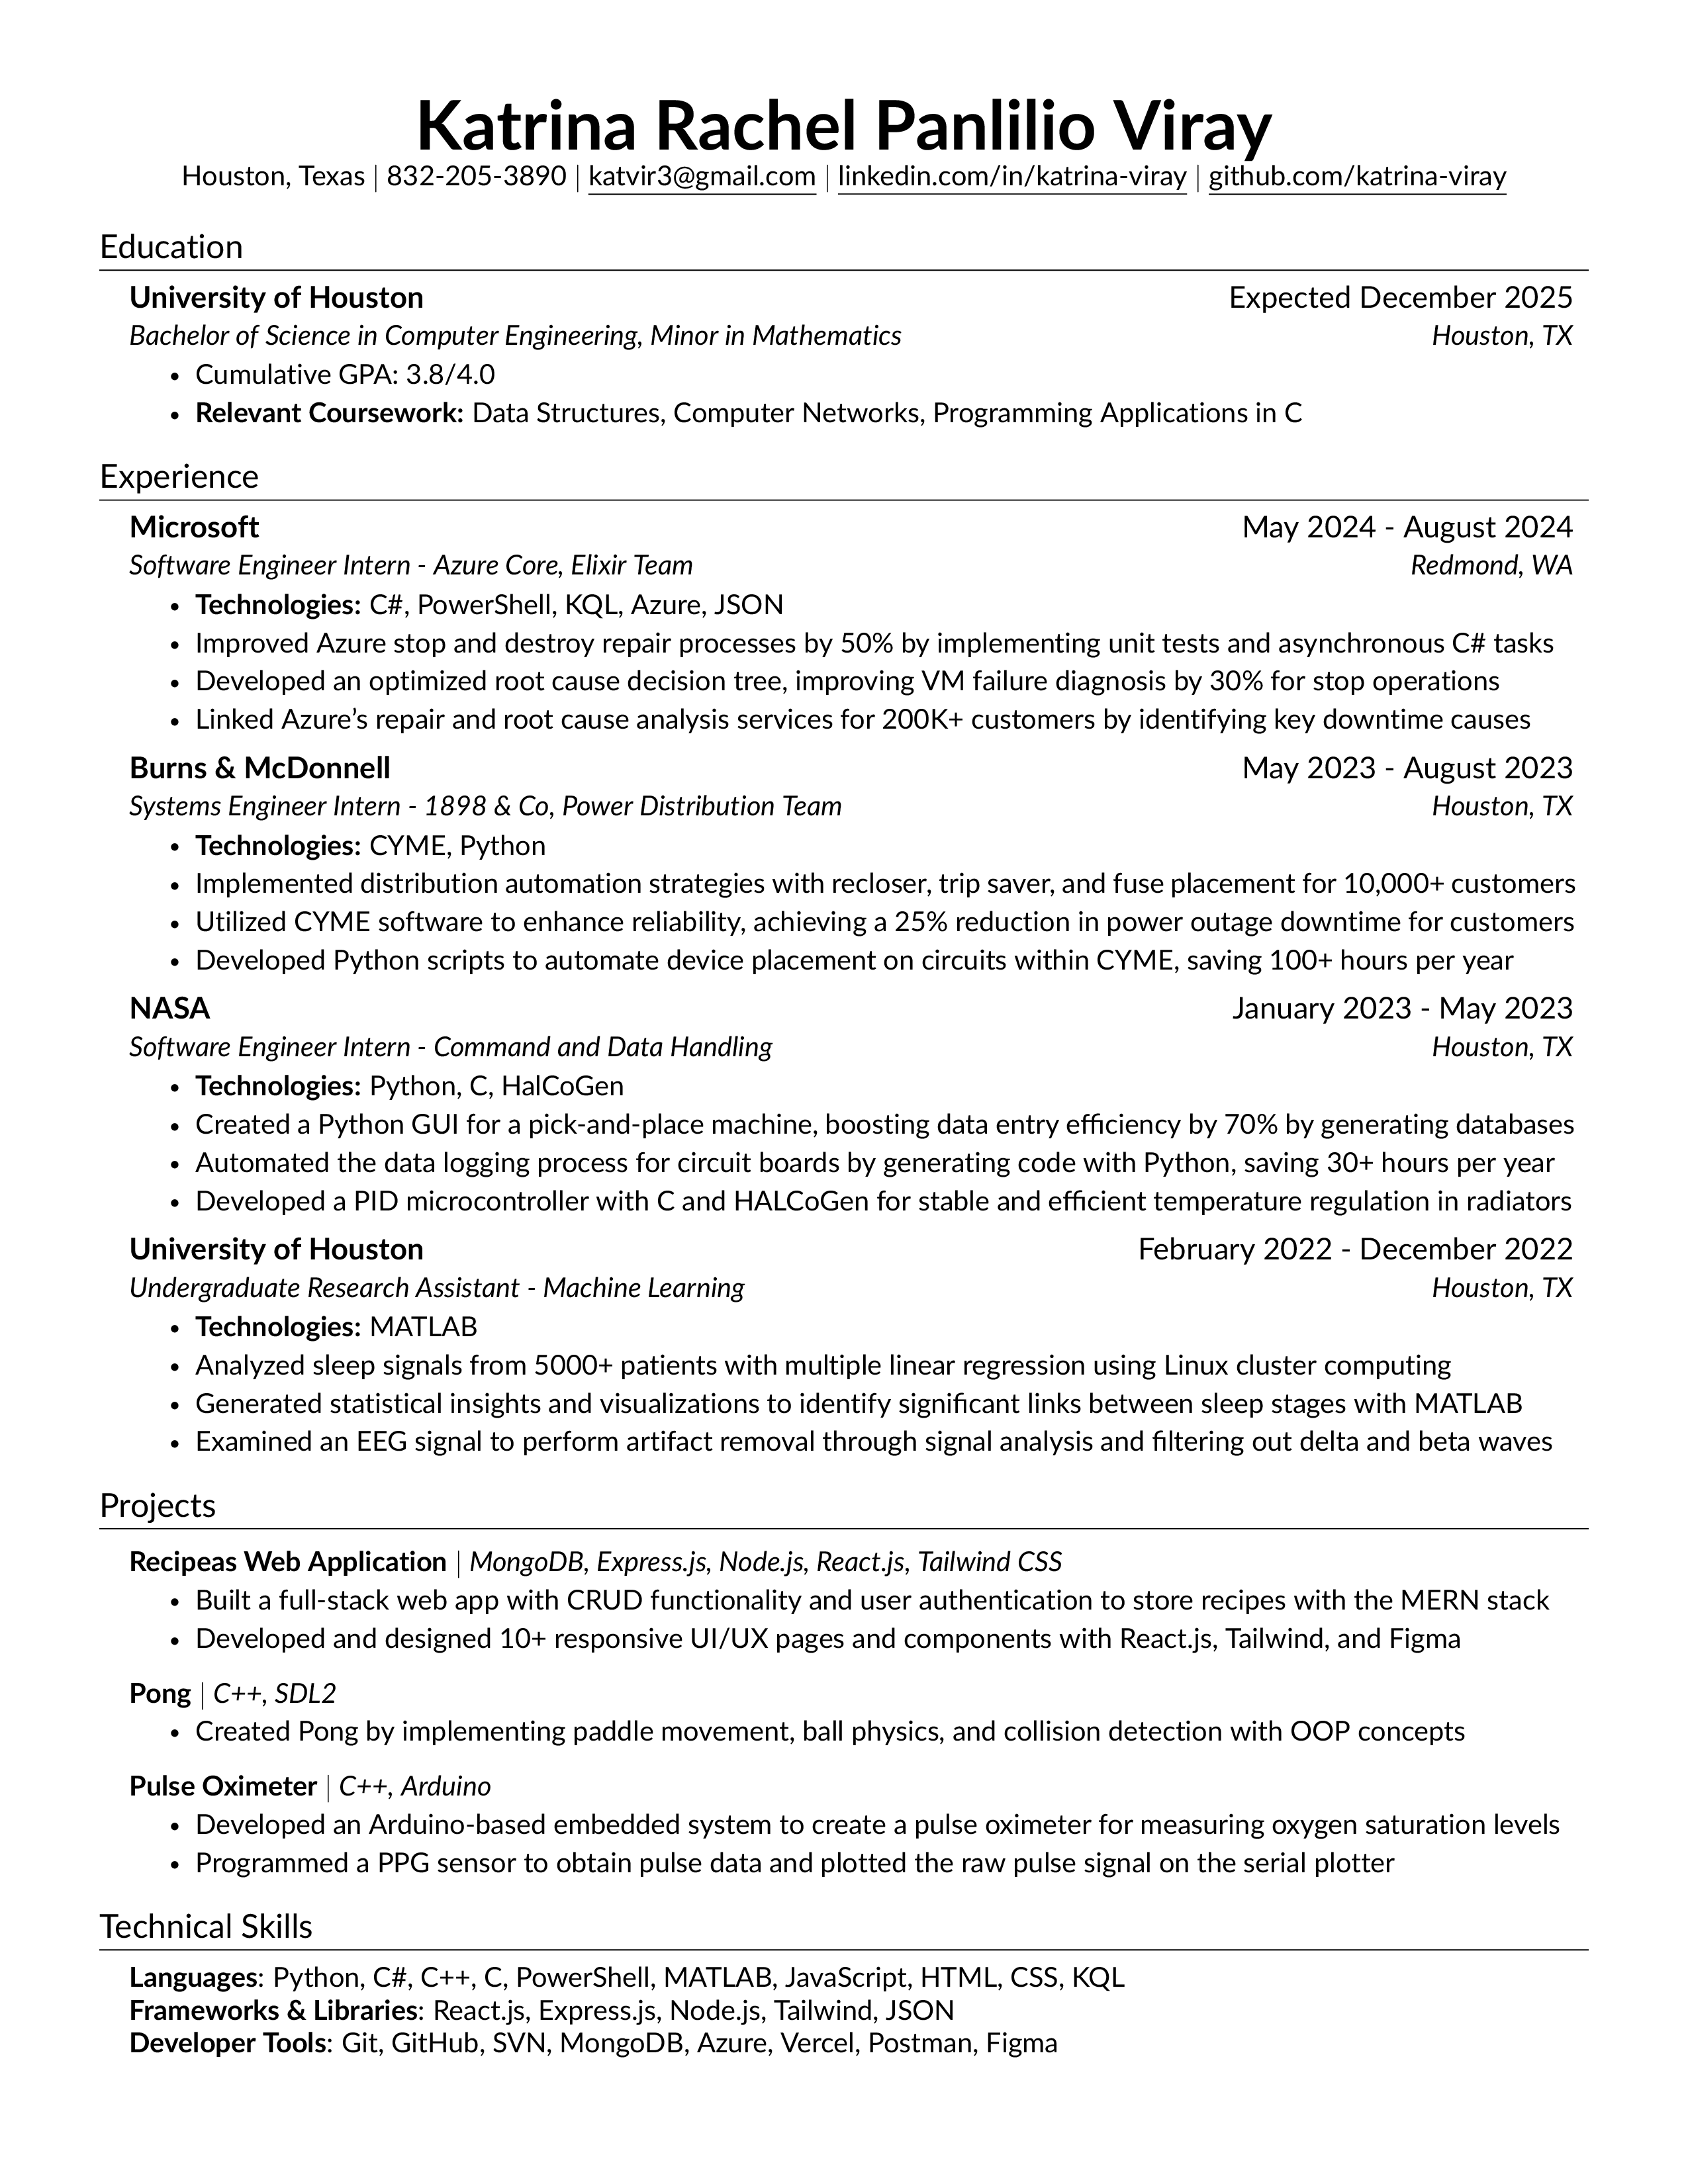 Katrina Rachel Panlilio Viray
Houston, Texas | 832-205-3890 | katvir3@gmail.com | linkedin.com/in/katrina-viray | github.com/katrina-viray
Education
University of Houston Expected December 2025
Bachelor of Science in Computer Engineering, Minor in Mathematics Houston, TX
• Cumulative GPA: 3.8/4.0
• Relevant Coursework: Data Structures, Computer Networks, Programming Applications in C
Experience
Microsoft May 2024 - August 2024
Software Engineer Intern - Azure Core, Elixir Team Redmond, WA
• Technologies: C#, PowerShell, KQL, Azure, JSON
• Improved Azure stop and destroy repair processes by 50% by implementing unit tests and asynchronous C# tasks
• Developed an optimized root cause decision tree, improving VM failure diagnosis by 30% for stop operations
• Linked Azure’s repair and root cause analysis services for 200K+ customers by identifying key downtime causes
Burns & McDonnell May 2023 - August 2023
Systems Engineer Intern - 1898 & Co, Power Distribution Team Houston, TX
• Technologies: CYME, Python
• Implemented distribution automation strategies with recloser, trip saver, and fuse placement for 10,000+ customers
• Utilized CYME software to enhance reliability, achieving a 25% reduction in power outage downtime for customers
• Developed Python scripts to automate device placement on circuits within CYME, saving 100+ hours per year
NASA January 2023 - May 2023
Software Engineer Intern - Command and Data Handling Houston, TX
• Technologies: Python, C, HalCoGen
• Created a Python GUI for a pick-and-place machine, boosting data entry efficiency by 70% by generating databases
• Automated the data logging process for circuit boards by generating code with Python, saving 30+ hours per year
• Developed a PID microcontroller with C and HALCoGen for stable and efficient temperature regulation in radiators
University of Houston February 2022 - December 2022
Undergraduate Research Assistant - Machine Learning Houston, TX
• Technologies: MATLAB
• Analyzed sleep signals from 5000+ patients with multiple linear regression using Linux cluster computing
• Generated statistical insights and visualizations to identify significant links between sleep stages with MATLAB
• Examined an EEG signal to perform artifact removal through signal analysis and filtering out delta and beta waves
Projects
Recipeas Web Application | MongoDB, Express.js, Node.js, React.js, Tailwind CSS
• Built a full-stack web app with CRUD functionality and user authentication to store recipes with the MERN stack
• Developed and designed 10+ responsive UI/UX pages and components with React.js, Tailwind, and Figma
Pong | C++, SDL2
• Created Pong by implementing paddle movement, ball physics, and collision detection with OOP concepts
Pulse Oximeter | C++, Arduino
• Developed an Arduino-based embedded system to create a pulse oximeter for measuring oxygen saturation levels
• Programmed a PPG sensor to obtain pulse data and plotted the raw pulse signal on the serial plotter
Technical Skills
Languages: Python, C#, C++, C, PowerShell, MATLAB, JavaScript, HTML, CSS, KQL
Frameworks & Libraries: React.js, Express.js, Node.js, Tailwind, JSON
Developer Tools: Git, GitHub, SVN, MongoDB, Azure, Vercel, Postman, Figma